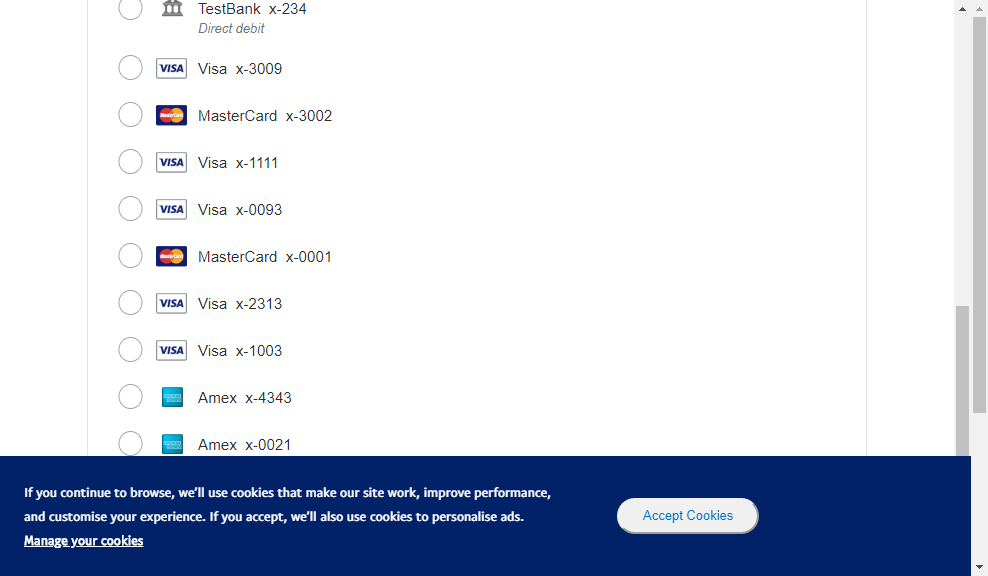 TestBank x-234
Direct debit
VISA Visa x-3009
MasterCard MasterCard x-3002
VISA Visa x-1111
VISA Visa x-0093
MasterCard MasterCard x-0001
VISA Visa x-2313
VISA Visa x-1003
Amex x-4343
Amex x-0021
If you continue to browse, we'll use cookies that make our site work, improve performance,
and customise your experience. If you accept, we'll also use cookies to personalise ads.
Manage your cookies
Accept Cookies